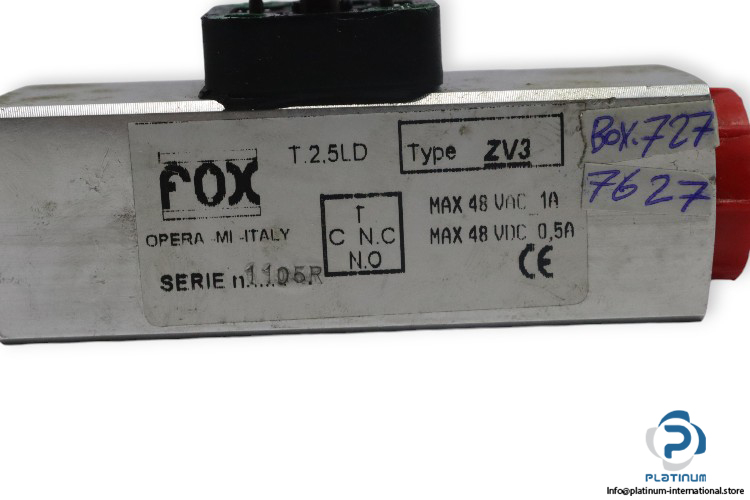 FOX
T.2,5LD
Type ZV3
OPERA -MI -ITALY
T
C N.C
N.O
MAX 48 VAC 1A
MAX 48 VDC 0,5A
SERIE n. 1105R
CE
BOX.727
7627
PLATINUM
Info@platinum-international.store